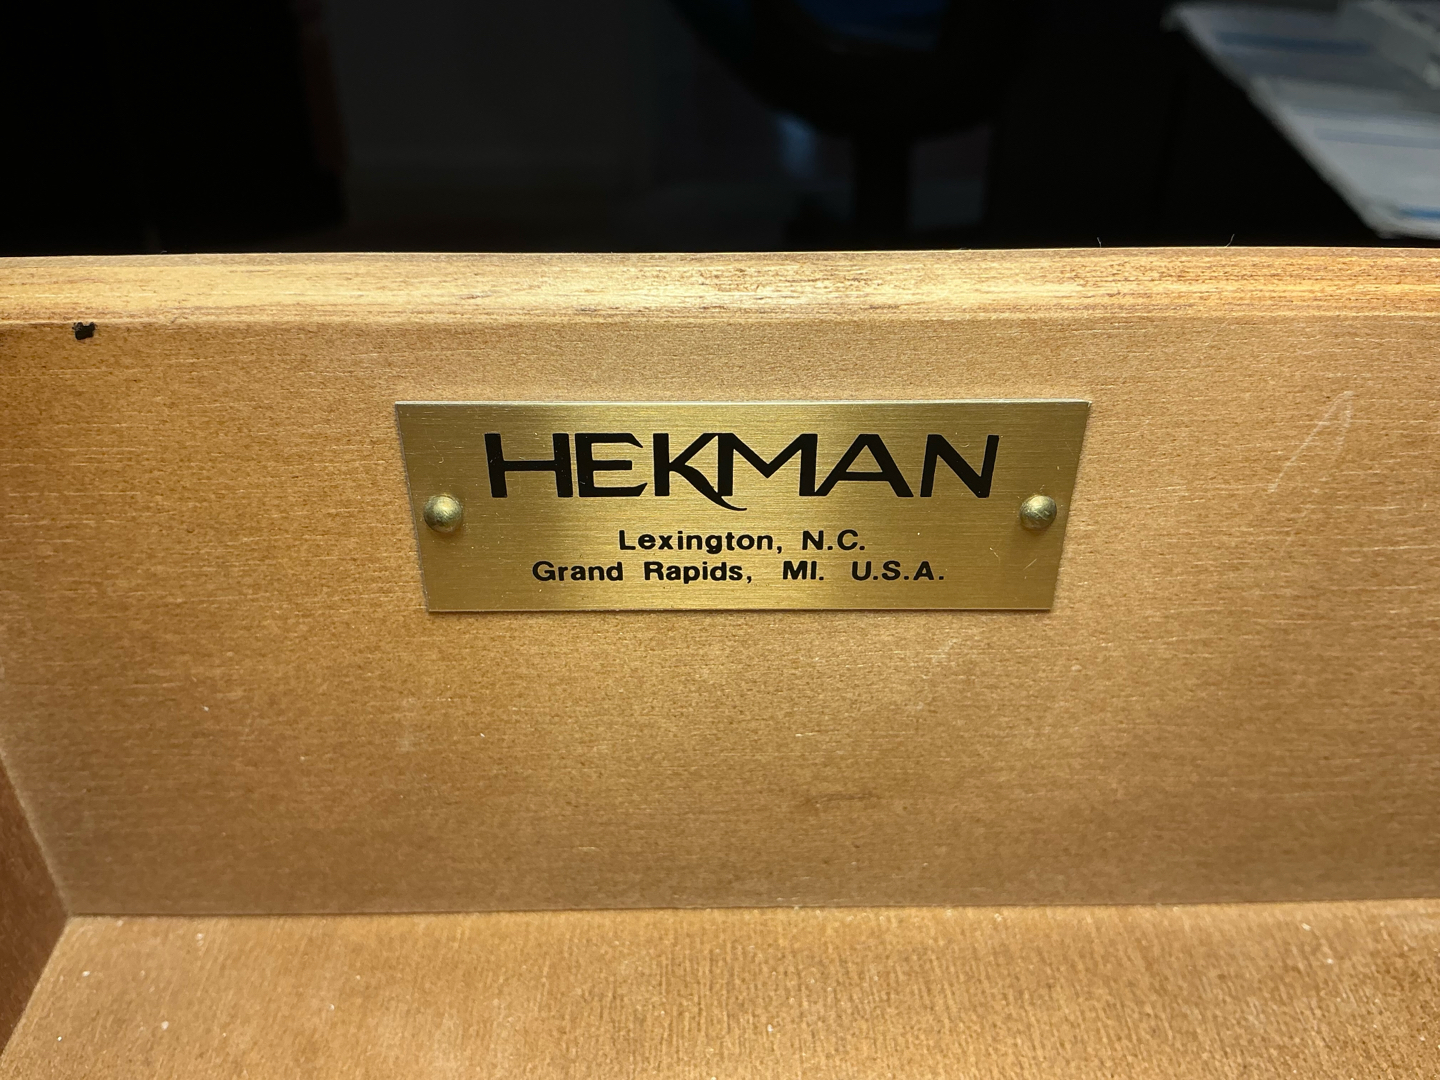 HEKMAN
Lexington, N.C.
Grand Rapids, MI. U.S.A.